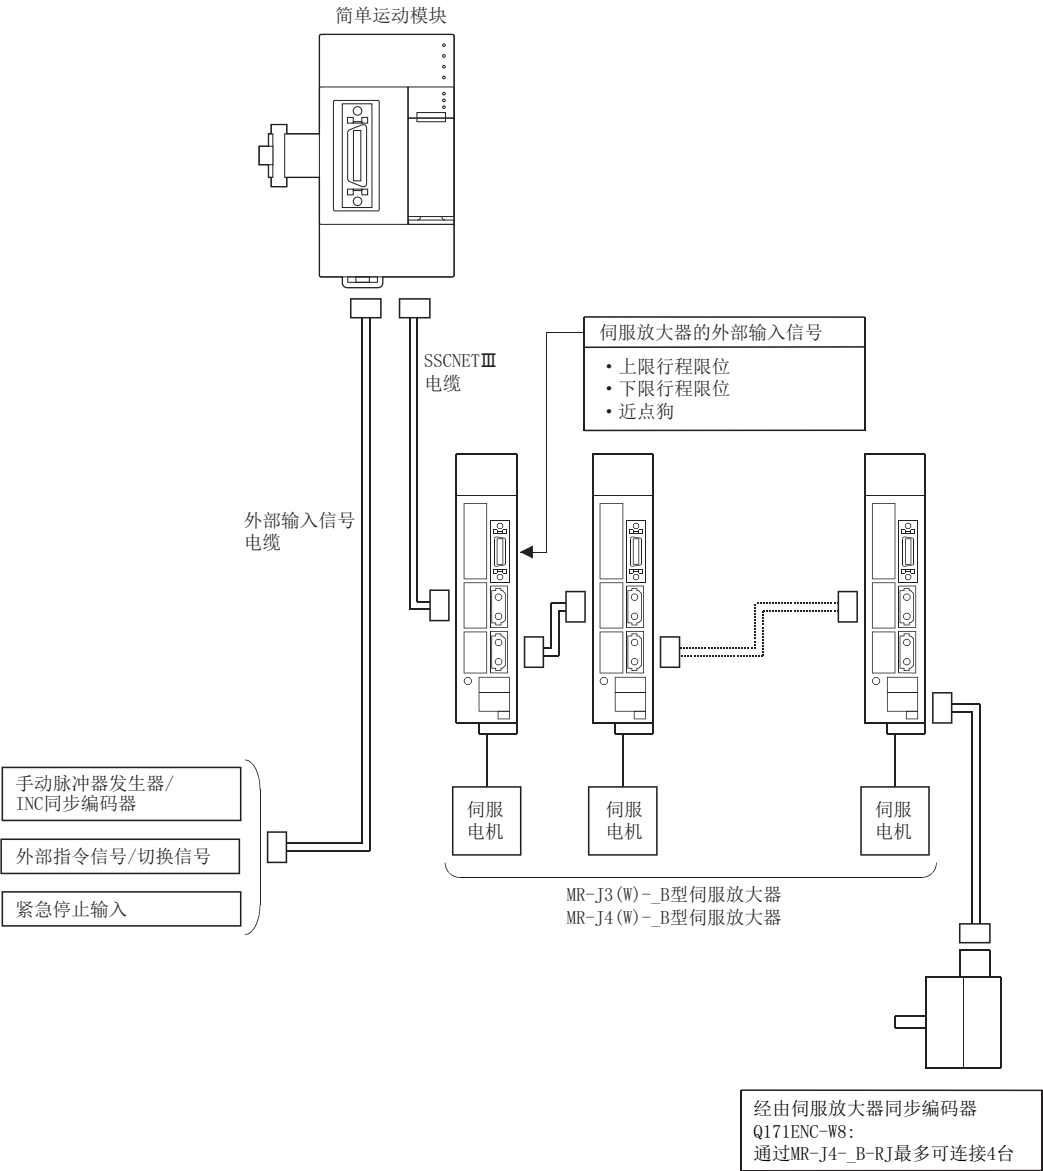 简单运动模块
SSCNETⅢ
电缆
伺服放大器的外部输入信号
·上限行程限位
·下限行程限位
·近点狗
外部输入信号
电缆
手动脉冲器发生器/
INC同步编码器
外部指令信号/切换信号
紧急停止输入
伺服
电机
伺服
电机
伺服
电机
MR-J3(W)-_B型伺服放大器
MR-J4(W)-_B型伺服放大器
经由伺服放大器同步编码器
Q171ENC-W8:
通过MR-J4-_B-RJ最多可连接4台